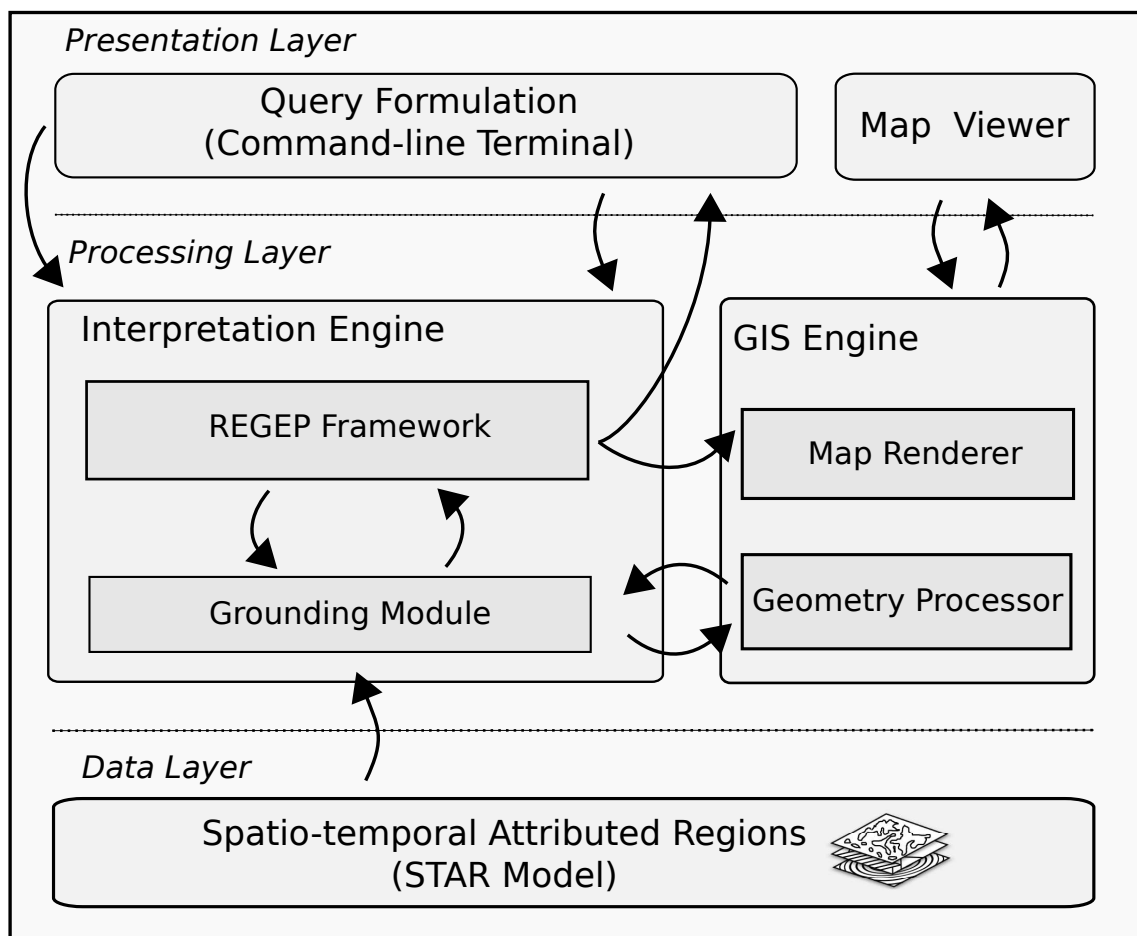 Presentation Layer
Query Formulation
(Command-line Terminal)
Map Viewer
Processing Layer
Interpretation Engine
REGEP Framework
Grounding Module
GIS Engine
Map Renderer
Geometry Processor
Data Layer
Spatio-temporal Attributed Regions
(STAR Model)